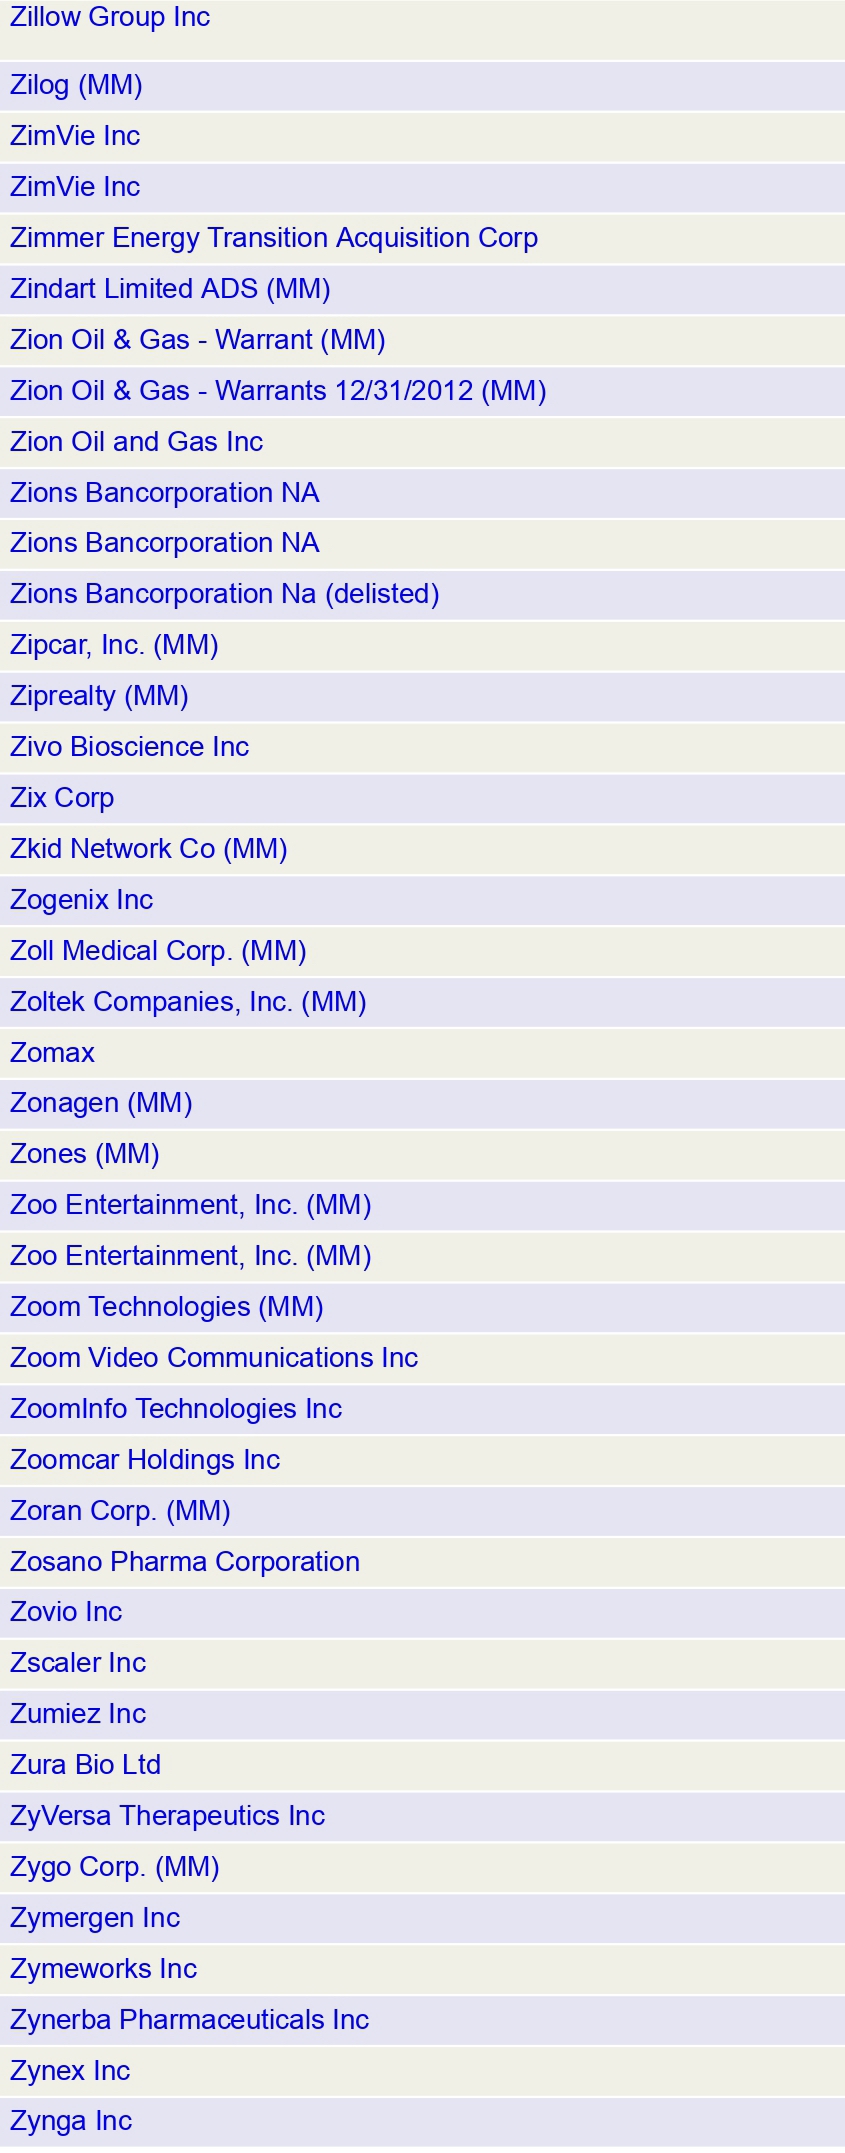 Zillow Group Inc
Zilog (MM)
ZimVie Inc
ZimVie Inc
Zimmer Energy Transition Acquisition Corp
Zindart Limited ADS (MM)
Zion Oil & Gas - Warrant (MM)
Zion Oil & Gas - Warrants 12/31/2012 (MM)
Zion Oil and Gas Inc
Zions Bancorporation NA
Zions Bancorporation NA
Zions Bancorporation Na (delisted)
Zipcar, Inc. (MM)
Ziprealty (MM)
Zivo Bioscience Inc
Zix Corp
Zkid Network Co (MM)
Zogenix Inc
Zoll Medical Corp. (MM)
Zoltek Companies, Inc. (MM)
Zomax
Zonagen (MM)
Zones (MM)
Zoo Entertainment, Inc. (MM)
Zoo Entertainment, Inc. (MM)
Zoom Technologies (MM)
Zoom Video Communications Inc
ZoomInfo Technologies Inc
Zoomcar Holdings Inc
Zoran Corp. (MM)
Zosano Pharma Corporation
Zovio Inc
Zscaler Inc
Zumiez Inc
Zura Bio Ltd
ZyVersa Therapeutics Inc
Zygo Corp. (MM)
Zymergen Inc
Zymeworks Inc
Zynerba Pharmaceuticals Inc
Zynex Inc
Zynga Inc